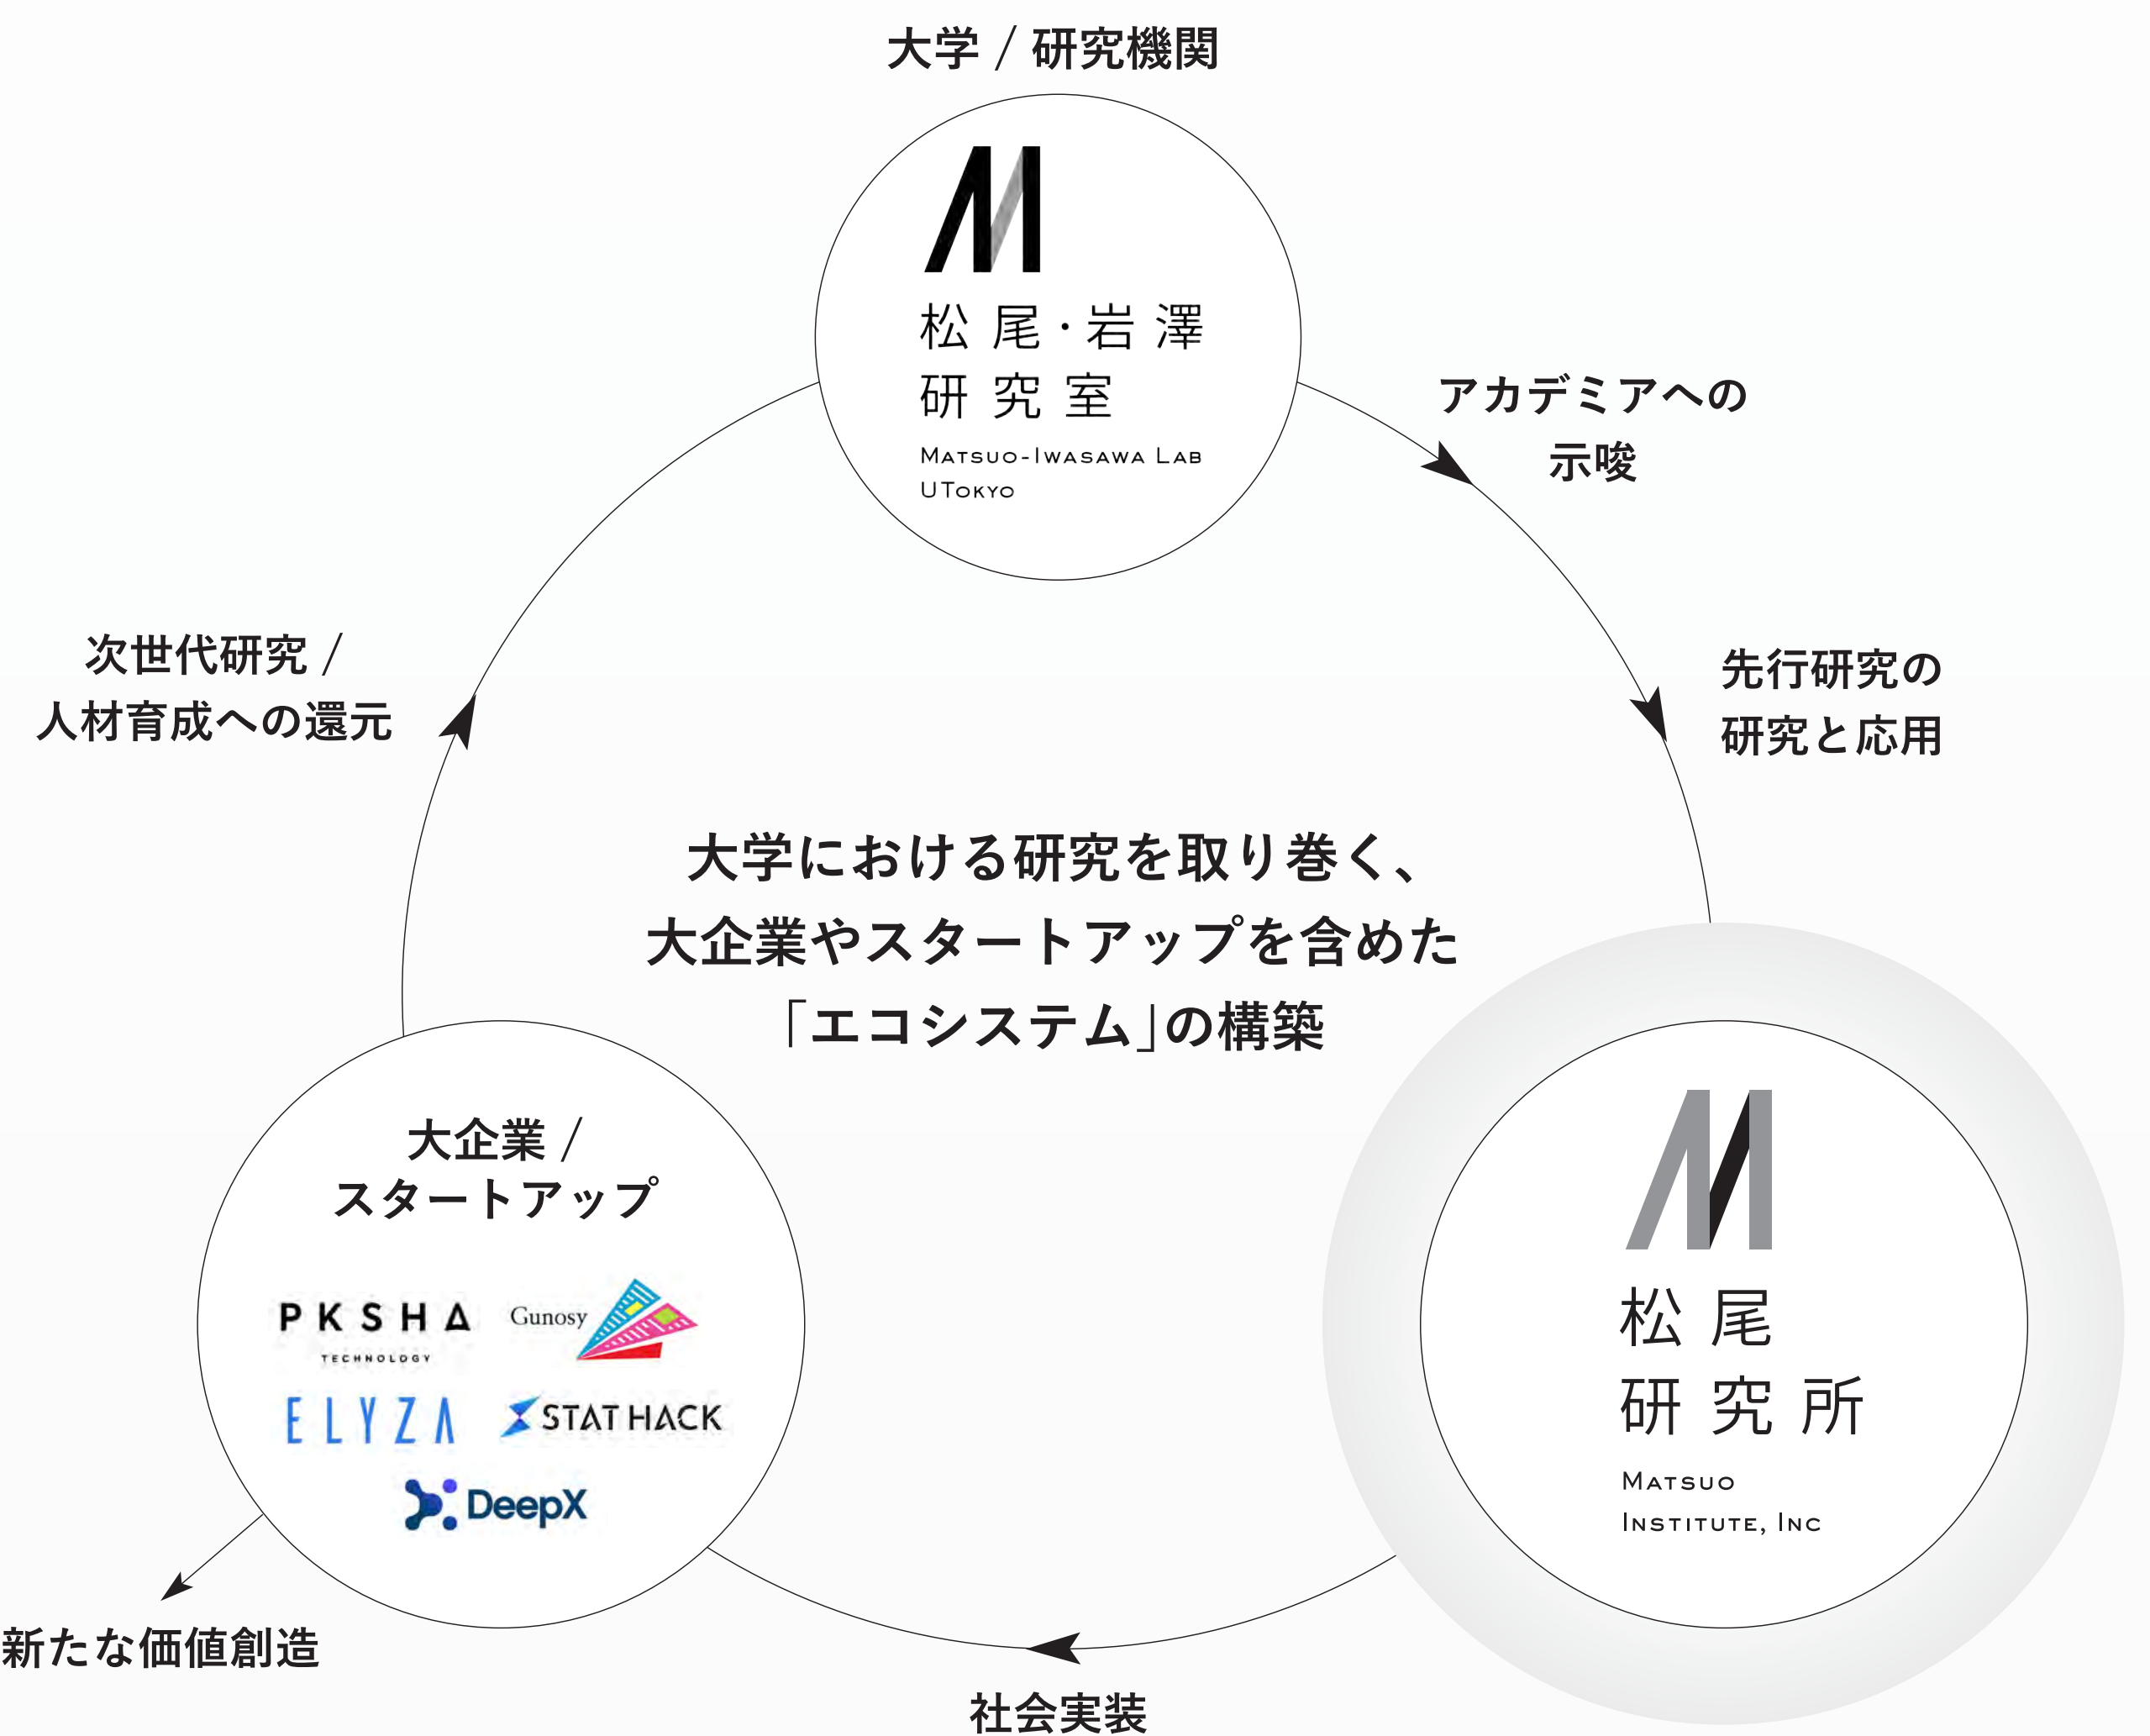 大学 / 研究機関
松尾・岩澤
研究室
MATSUO-IWASAWA LAB
UTOKYO
アカデミアへの
示唆
次世代研究 /
人材育成への還元
先行研究の
研究と応用
大学における研究を取り巻く、
大企業やスタートアップを含めた
「エコシステム」の構築
大企業 /
スタートアップ
PKSHA
TECHNOLOGY
Gunosy
ELYZA
STATHACK
DeepX
松尾
研究所
MATSUO
INSTITUTE, INC
新たな価値創造
社会実装